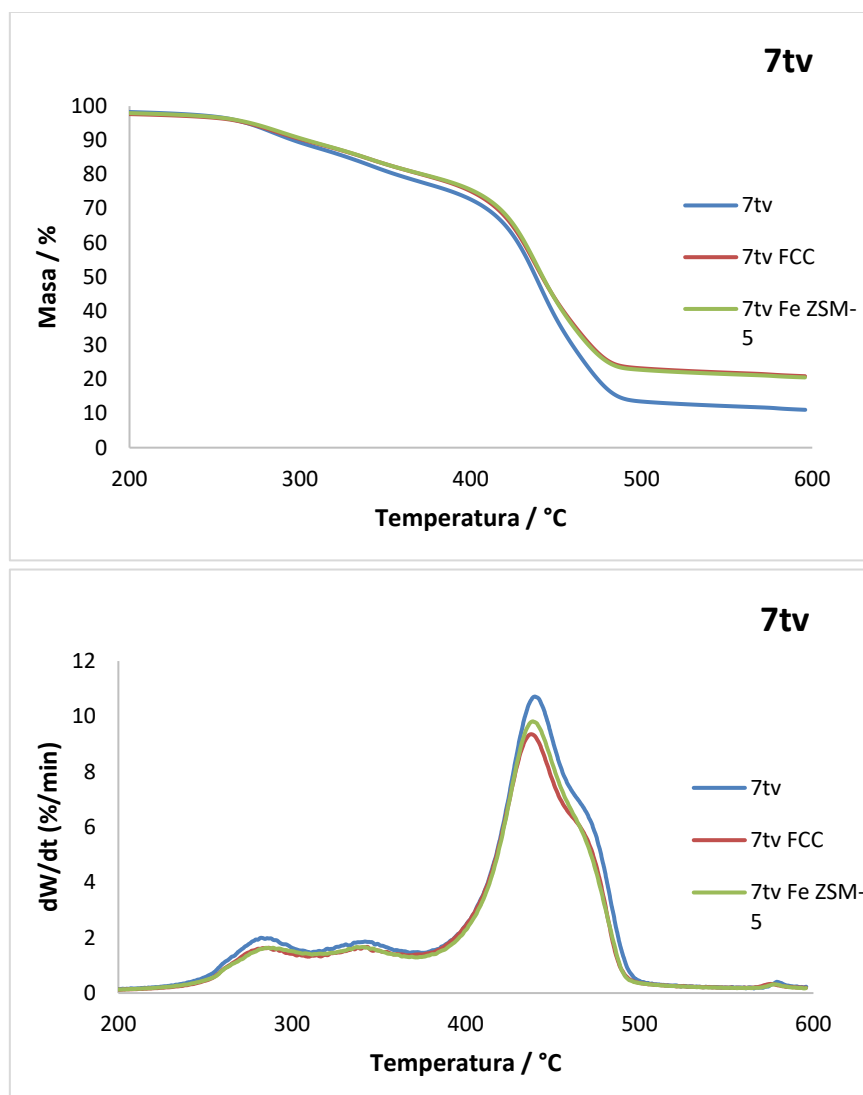 7tv
100
90
80
70
60
50
40
30
20
10
0
Masa / %
200 300 400 500 600
Temperatura / °C
7tv
7tv FCC
7tv Fe ZSM-
5
7tv
12
10
8
6
4
2
0
dW/dt (%/min)
200 300 400 500 600
Temperatura / °C
7tv
7tv FCC
7tv Fe ZSM-
5